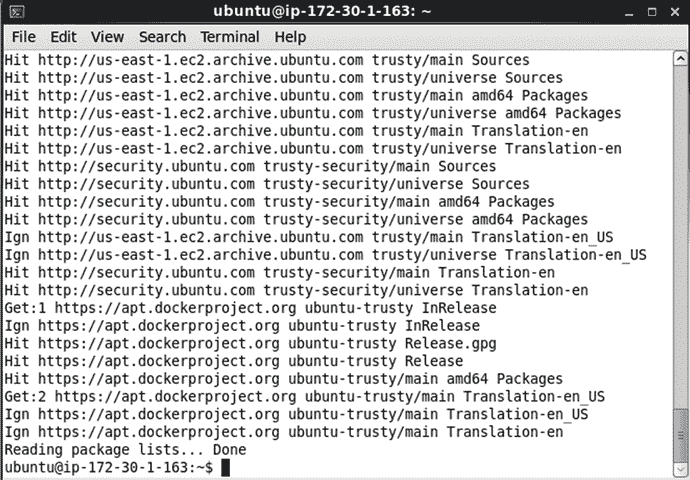 ubuntu@ip-172-30-1-163: ~
File Edit View Search Terminal Help
Hit http://us-east-1.ec2.archive.ubuntu.com trusty/main Sources
Hit http://us-east-1.ec2.archive.ubuntu.com trusty/universe Sources
Hit http://us-east-1.ec2.archive.ubuntu.com trusty/main amd64 Packages
Hit http://us-east-1.ec2.archive.ubuntu.com trusty/universe amd64 Packages
Hit http://us-east-1.ec2.archive.ubuntu.com trusty/main Translation-en
Hit http://us-east-1.ec2.archive.ubuntu.com trusty/universe Translation-en
Hit http://security.ubuntu.com trusty-security/main Sources
Hit http://security.ubuntu.com trusty-security/universe Sources
Hit http://security.ubuntu.com trusty-security/main amd64 Packages
Hit http://security.ubuntu.com trusty-security/universe amd64 Packages
Ign http://us-east-1.ec2.archive.ubuntu.com trusty/main Translation-en_US
Ign http://us-east-1.ec2.archive.ubuntu.com trusty/universe Translation-en_US
Hit http://security.ubuntu.com trusty-security/main Translation-en
Hit http://security.ubuntu.com trusty-security/universe Translation-en
Get:1 https://apt.dockerproject.org ubuntu-trusty InRelease
Ign https://apt.dockerproject.org ubuntu-trusty InRelease
Hit https://apt.dockerproject.org ubuntu-trusty Release.gpg
Hit https://apt.dockerproject.org ubuntu-trusty Release
Hit https://apt.dockerproject.org ubuntu-trusty/main amd64 Packages
Get:2 https://apt.dockerproject.org ubuntu-trusty/main Translation-en_US
Ign https://apt.dockerproject.org ubuntu-trusty/main Translation-en_US
Ign https://apt.dockerproject.org ubuntu-trusty/main Translation-en
Reading package lists... Done
ubuntu@ip-172-30-1-163:~$